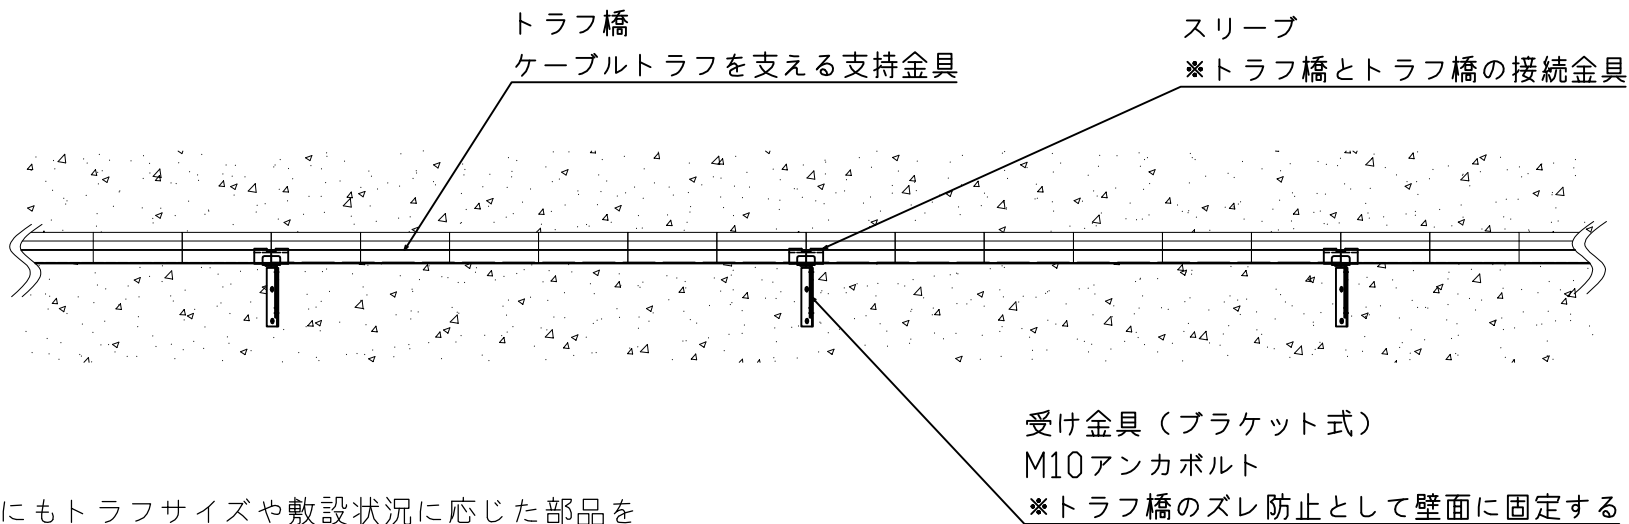 トラフ橋
ケーブルトラフを支える支持金具
スリーブ
※トラフ橋とトラフ橋の接続金具
受け金具(ブラケット式)
M10アンカボルト
※トラフ橋のズレ防止として壁面に固定する
にもトラフサイズや敷設状況に応じた部品を